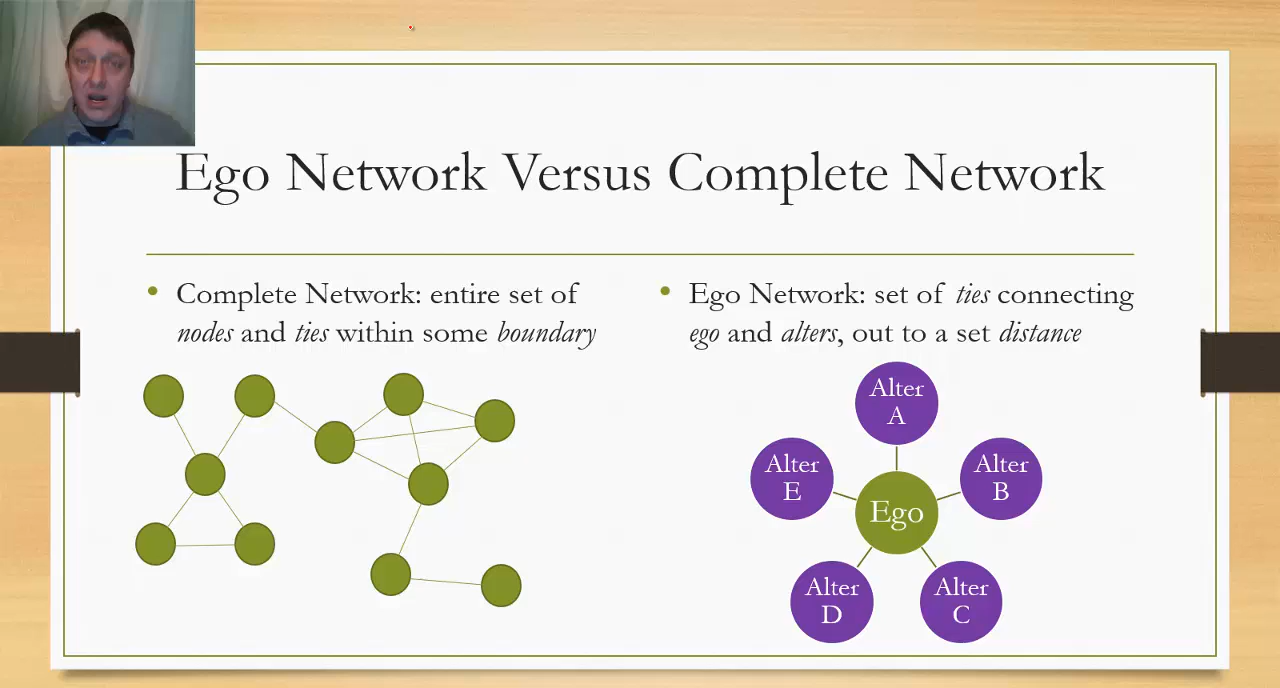 Ego Network Versus Complete Network
• Complete Network: entire set of
nodes and ties within some boundary
• Ego Network: set of ties connecting
ego and alters, out to a set distance
Alter
A
Alter
E
Alter
B
Ego
Alter
D
Alter
C